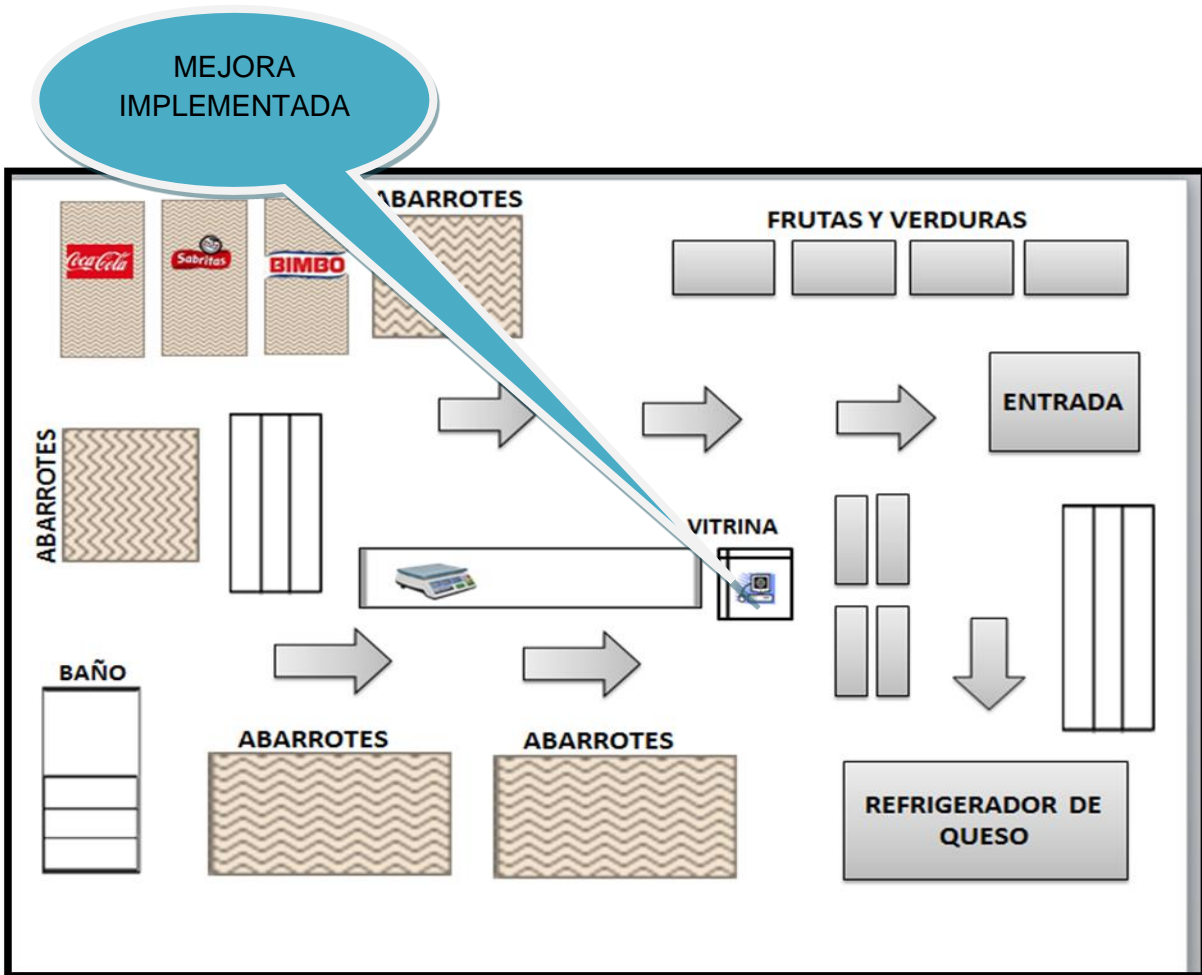 MEJORA
IMPLEMENTADA
ABARROTES
FRUTAS Y VERDURAS
Coca-Cola
Sabritas
BIMBO
ENTRADA
ABARROTES
VITRINA
BAÑO
ABARROTES
ABARROTES
REFRIGERADOR DE
QUESO